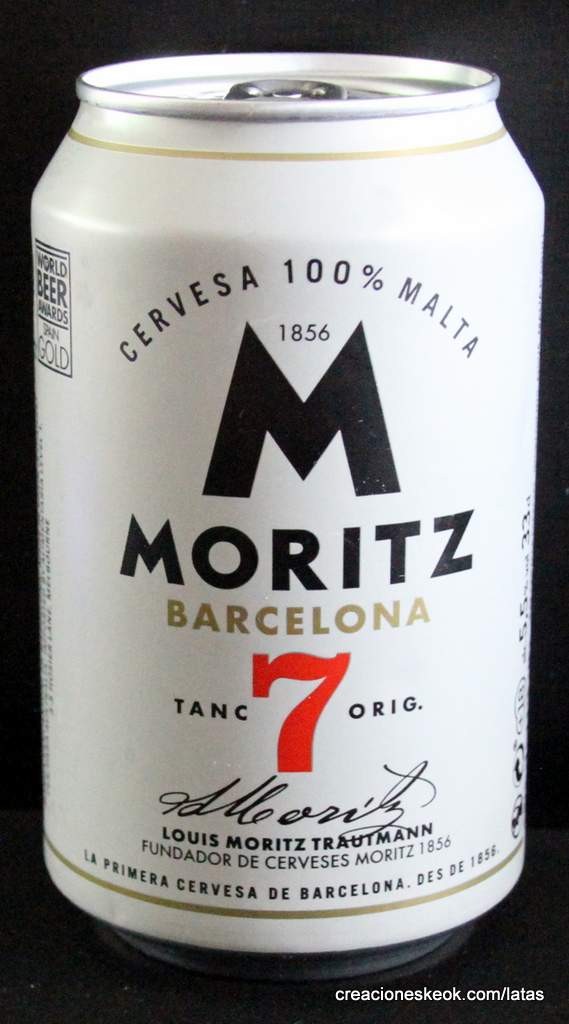 WORLD
BEER
AWARDS
SPAIN
GOLD
CERVESA 100% MALTA
1856
M
MORITZ
BARCELONA
TANC 7 ORIG.
LOUIS MORITZ TRAUTMANN
FUNDADOR DE CERVESES MORITZ 1856
LA PRIMERA CERVESA DE BARCELONA. DES DE 1856.
creacioneskeok.com/latas